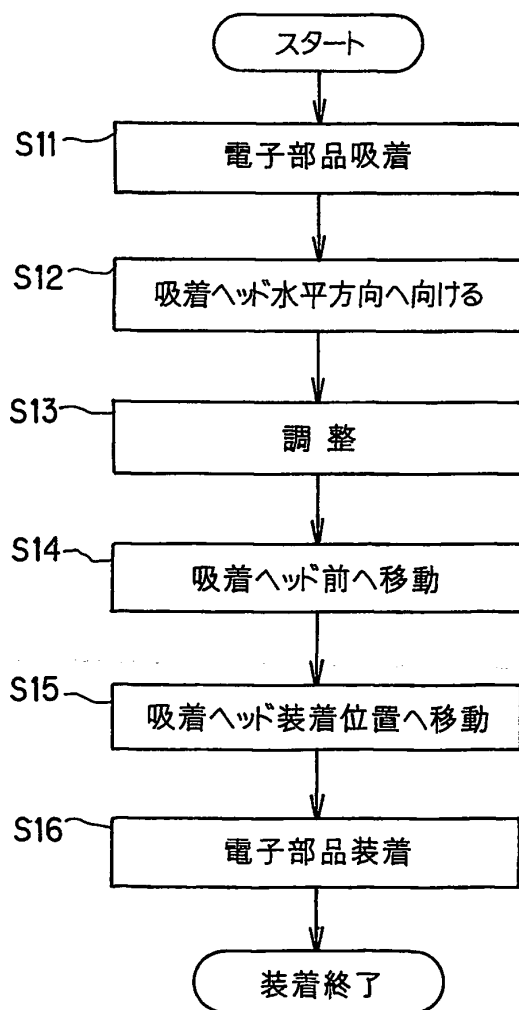 スタート
S11
電子部品吸着
S12
吸着ヘッド水平方向へ向ける
S13
調整
S14
吸着ヘッド前へ移動
S15
吸着ヘッド装着位置へ移動
S16
電子部品装着
装着終了